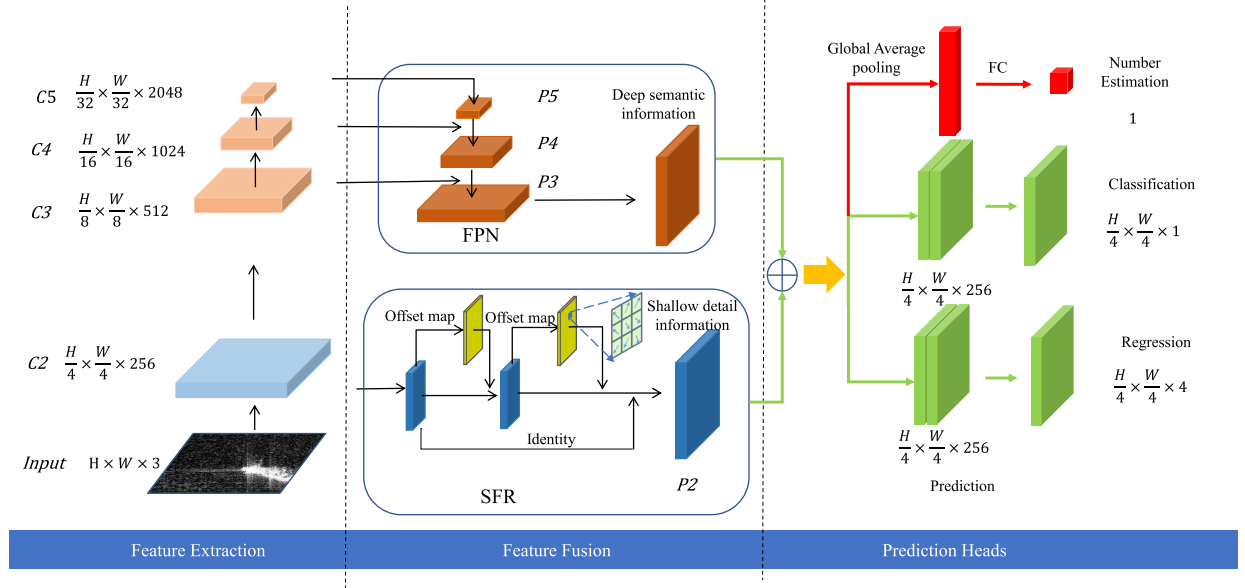 C5 H/32 × W/32 × 2048
C4 H/16 × W/16 × 1024
C3 H/8 × W/8 × 512
C2 H/4 × W/4 × 256
Input H × W × 3
P5
P4
P3
FPN
Deep semantic
information
Offset map
Offset map
Shallow detail
information
Identity
P2
SFR
Global Average
pooling
FC
Number
Estimation
1
Classification
H/4 × W/4 × 1
H/4 × W/4 × 256
Regression
H/4 × W/4 × 4
H/4 × W/4 × 256
Prediction
Feature Extraction
Feature Fusion
Prediction Heads